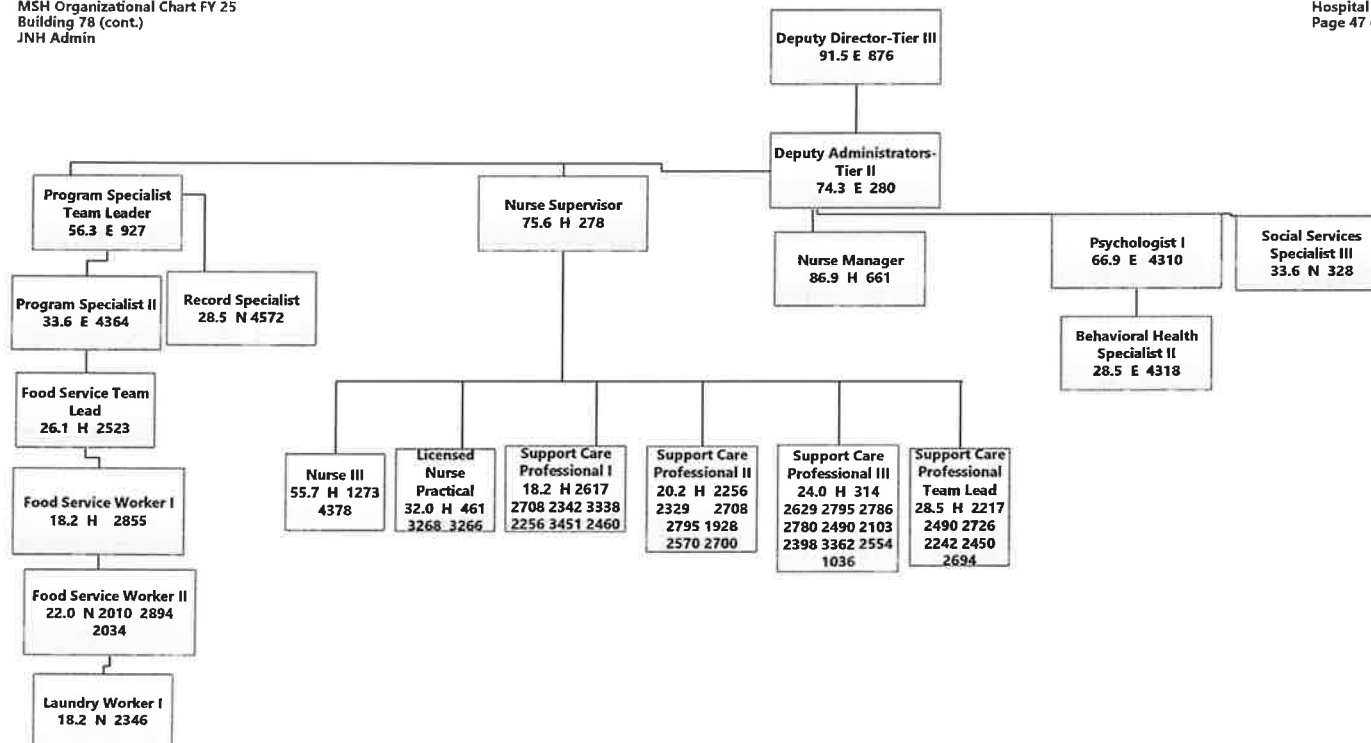 MSH Organizational Chart FY 25
Building 78 (cont.)
JNH Admin
Hospital
Page 47
Deputy Director-Tier III
91.5 E 876
Deputy Administrators-
Tier II
74.3 E 280
Program Specialist
Team Leader
56.3 E 927
Nurse Supervisor
75.6 H 278
Nurse Manager
86.9 H 661
Psychologist I
66.9 E 4310
Social Services
Specialist III
33.6 N 328
Program Specialist II
33.6 E 4364
Record Specialist
28.5 N 4572
Behavioral Health
Specialist II
28.5 E 4318
Food Service Team
Lead
26.1 H 2523
Nurse III
55.7 H 1273
4378
Licensed
Nurse
Practical
32.0 H 461
3268 3266
Support Care
Professional I
18.2 H 2617
2708 2342 3338
2256 3451 2460
Support Care
Professional II
20.2 H 2256
2329 2708
2795 1928
2570 2700
Support Care
Professional III
24.0 H 314
2629 2795 2786
2780 2490 2103
2398 3362 2554
1036
Support Care
Professional
Team Lead
28.5 H 2217
2490 2726
2242 2450
2694
Food Service Worker I
18.2 H 2855
Food Service Worker II
22.0 N 2010 2894
2034
Laundry Worker I
18.2 N 2346